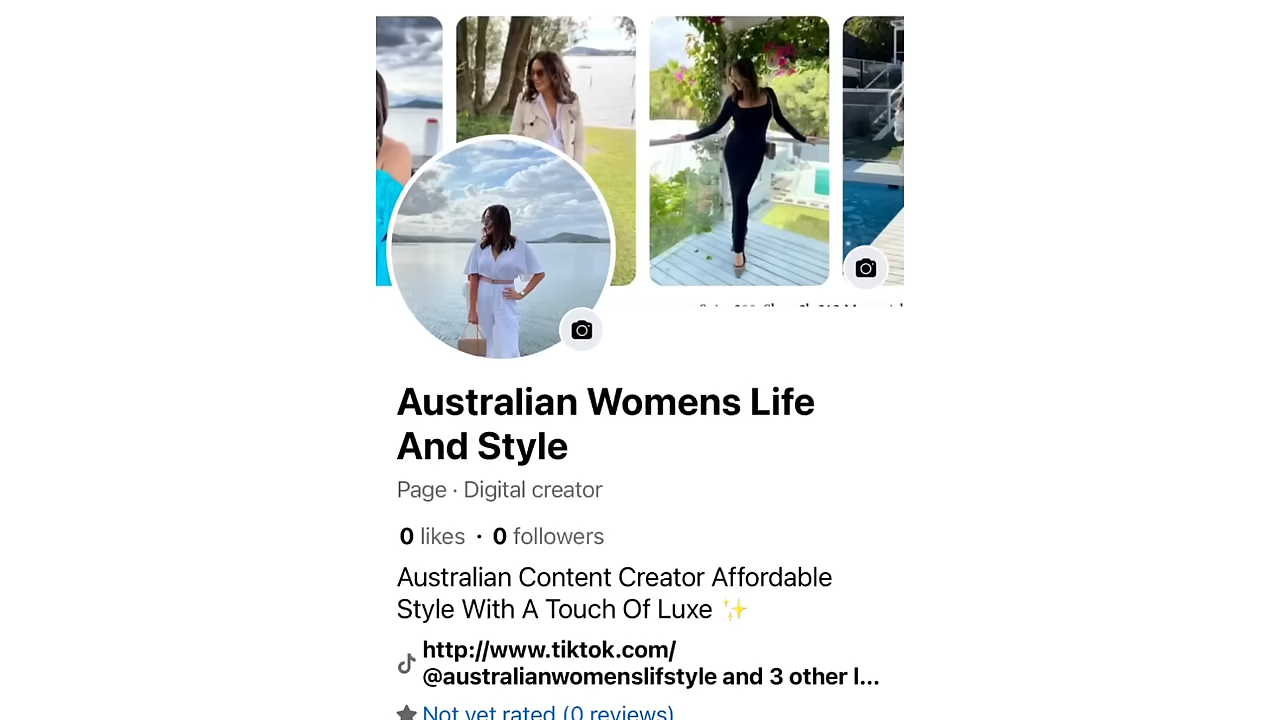 Australian Womens Life
And Style
Page · Digital creator
0 likes · 0 followers
Australian Content Creator Affordable
Style With A Touch Of Luxe ✨
http://www.tiktok.com/
@australianwomenslifstyle and 3 other l...
Not yet rated (0 reviews)